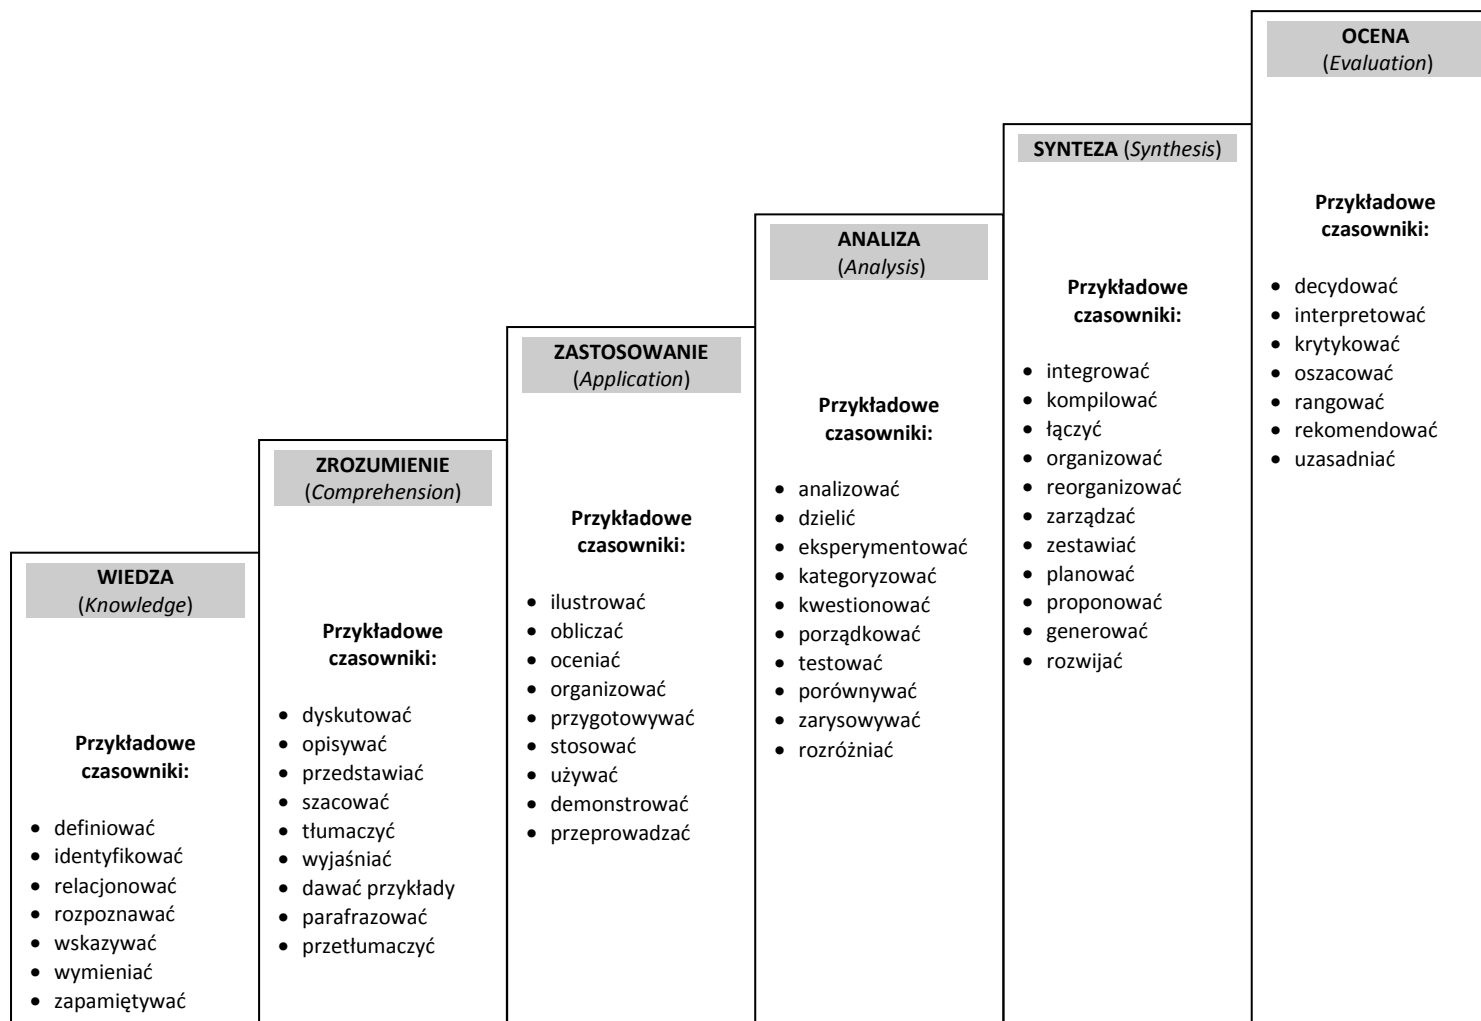 WIEDZA
(Knowledge)
Przykładowe
czasowniki:
• definiować
• identyfikować
• relacjonować
• rozpoznawać
• wskazywać
• wymieniać
• zapamiętywać
ZROZUMIENIE
(Comprehension)
Przykładowe
czasowniki:
• dyskutować
• opisywać
• przedstawiać
• szacować
• tłumaczyć
• wyjaśniać
• dawać przykłady
• parafrazować
• przetłumaczyć
ZASTOSOWANIE
(Application)
Przykładowe
czasowniki:
• ilustrować
• obliczać
• oceniać
• organizować
• przygotowywać
• stosować
• używać
• demonstrować
• przeprowadzać
ANALIZA
(Analysis)
Przykładowe
czasowniki:
• analizować
• dzielić
• eksperymentować
• kategoryzować
• kwestionować
• porządkować
• testować
• porównywać
• zarysowywać
• rozróżniać
SYNTEZA (Synthesis)
Przykładowe
czasowniki:
• integrować
• kompilować
• łączyć
• organizować
• reorganizować
• zarządzać
• zestawiać
• planować
• proponować
• generować
• rozwijać
OCENA
(Evaluation)
Przykładowe
czasowniki:
• decydować
• interpretować
• krytykować
• oszacować
• rangować
• rekomendować
• uzasadniać